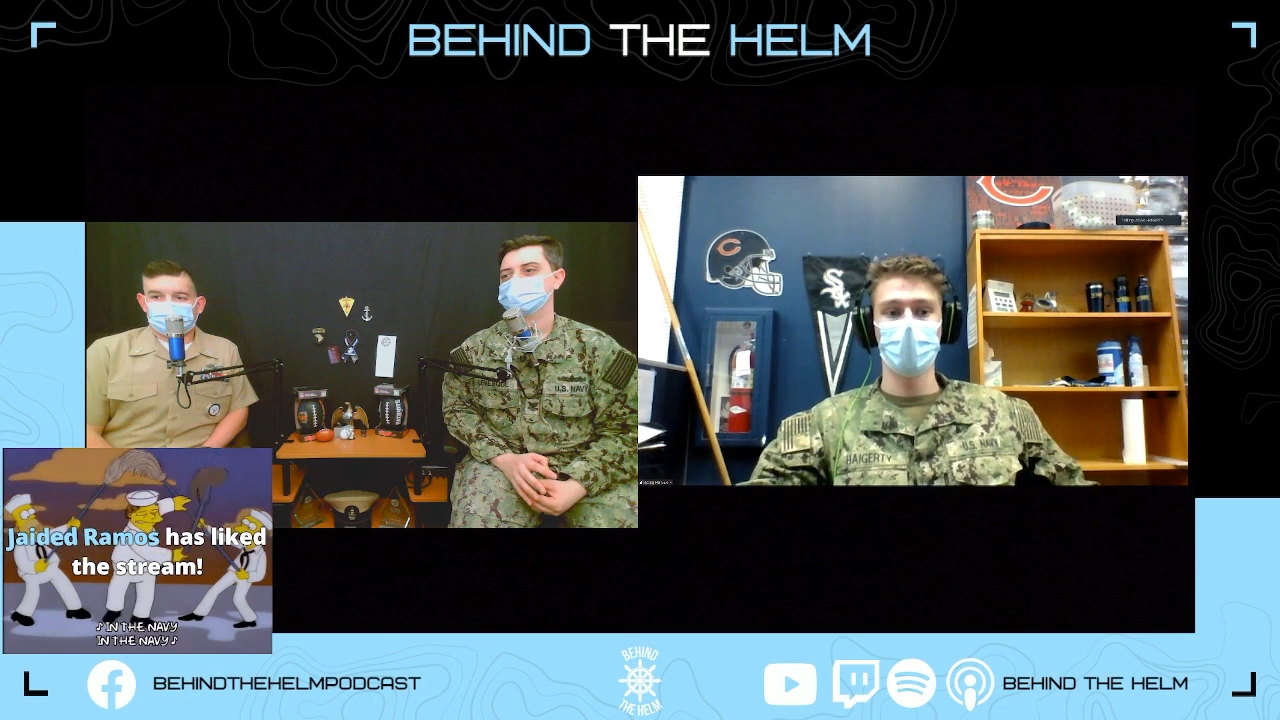 BEHIND THE HELM
U.S. NAVY
HAIGERTY
U.S. NAVY
Jaided Ramos has liked
the stream!
♪ IN THE NAVY
IN THE NAVY ♪
BEHINDTHEHELMPODCAST
BEHIND
THE HELM
BEHIND THE HELM